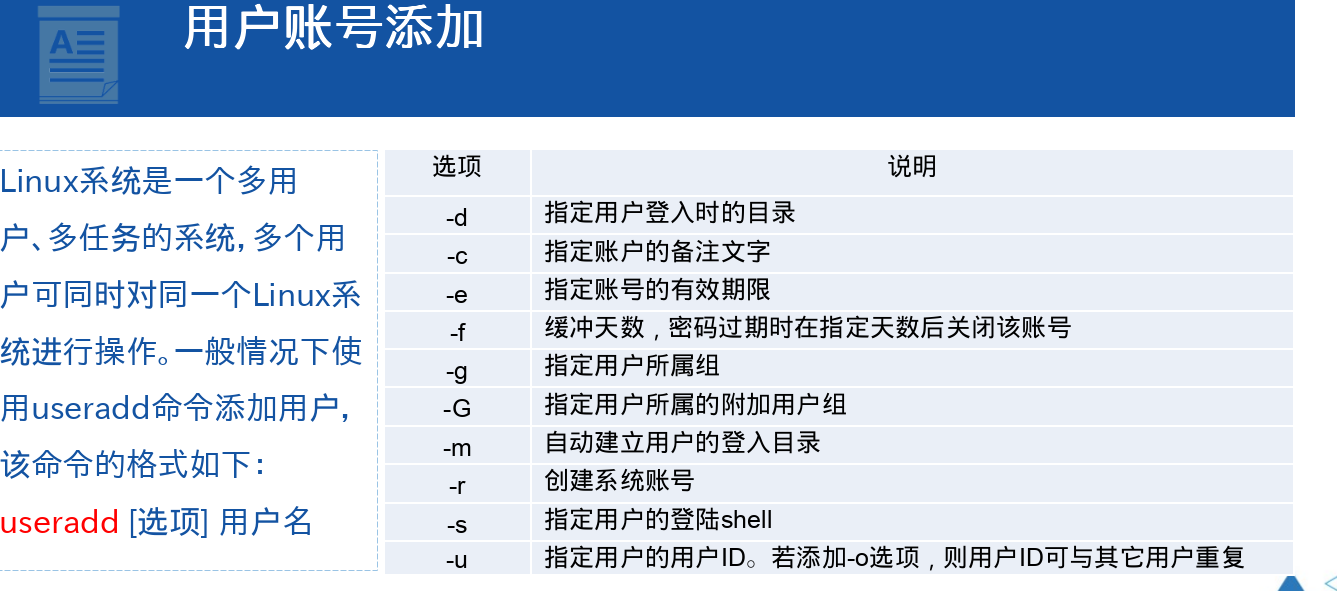 用户账号添加
Linux系统是一个多用
户、多任务的系统，多个用
户可同时对同一个Linux系
统进行操作。一般情况下使
用useradd命令添加用户，
该命令的格式如下：
useradd [选项] 用户名
选项 说明
-d 指定用户登入时的目录
-c 指定账户的备注文字
-e 指定账号的有效期限
-f 缓冲天数，密码过期时在指定天数后关闭该账号
-g 指定用户所属组
-G 指定用户所属的附加用户组
-m 自动建立用户的登入目录
-r 创建系统账号
-s 指定用户的登陆shell
-u 指定用户的用户ID。若添加-o选项，则用户ID可与其它用户重复